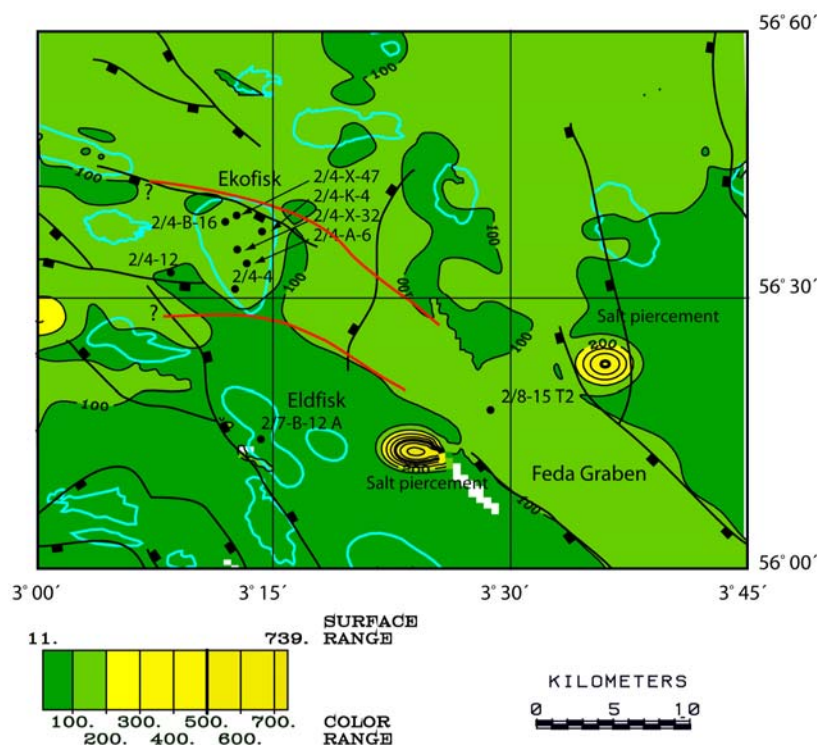 56° 60´
100
100
Ekofisk
2/4-X-47
2/4-K-4
2/4-X-32
2/4-A-6
?
2/4-B-16
2/4-12
2/4-4
100
100
100
56° 30´
?
Salt piercement
100
200
Eldfisk
100
2/8-15 T2
2/7-B-12 A
200
Salt piercement
Feda Graben
100
56° 00´
3° 00´ 3° 15´ 3° 30´ 3° 45´
SURFACE
11. 739. RANGE
KILOMETERS
0 5 10
100. 300. 500. 700. COLOR
200. 400. 600. RANGE